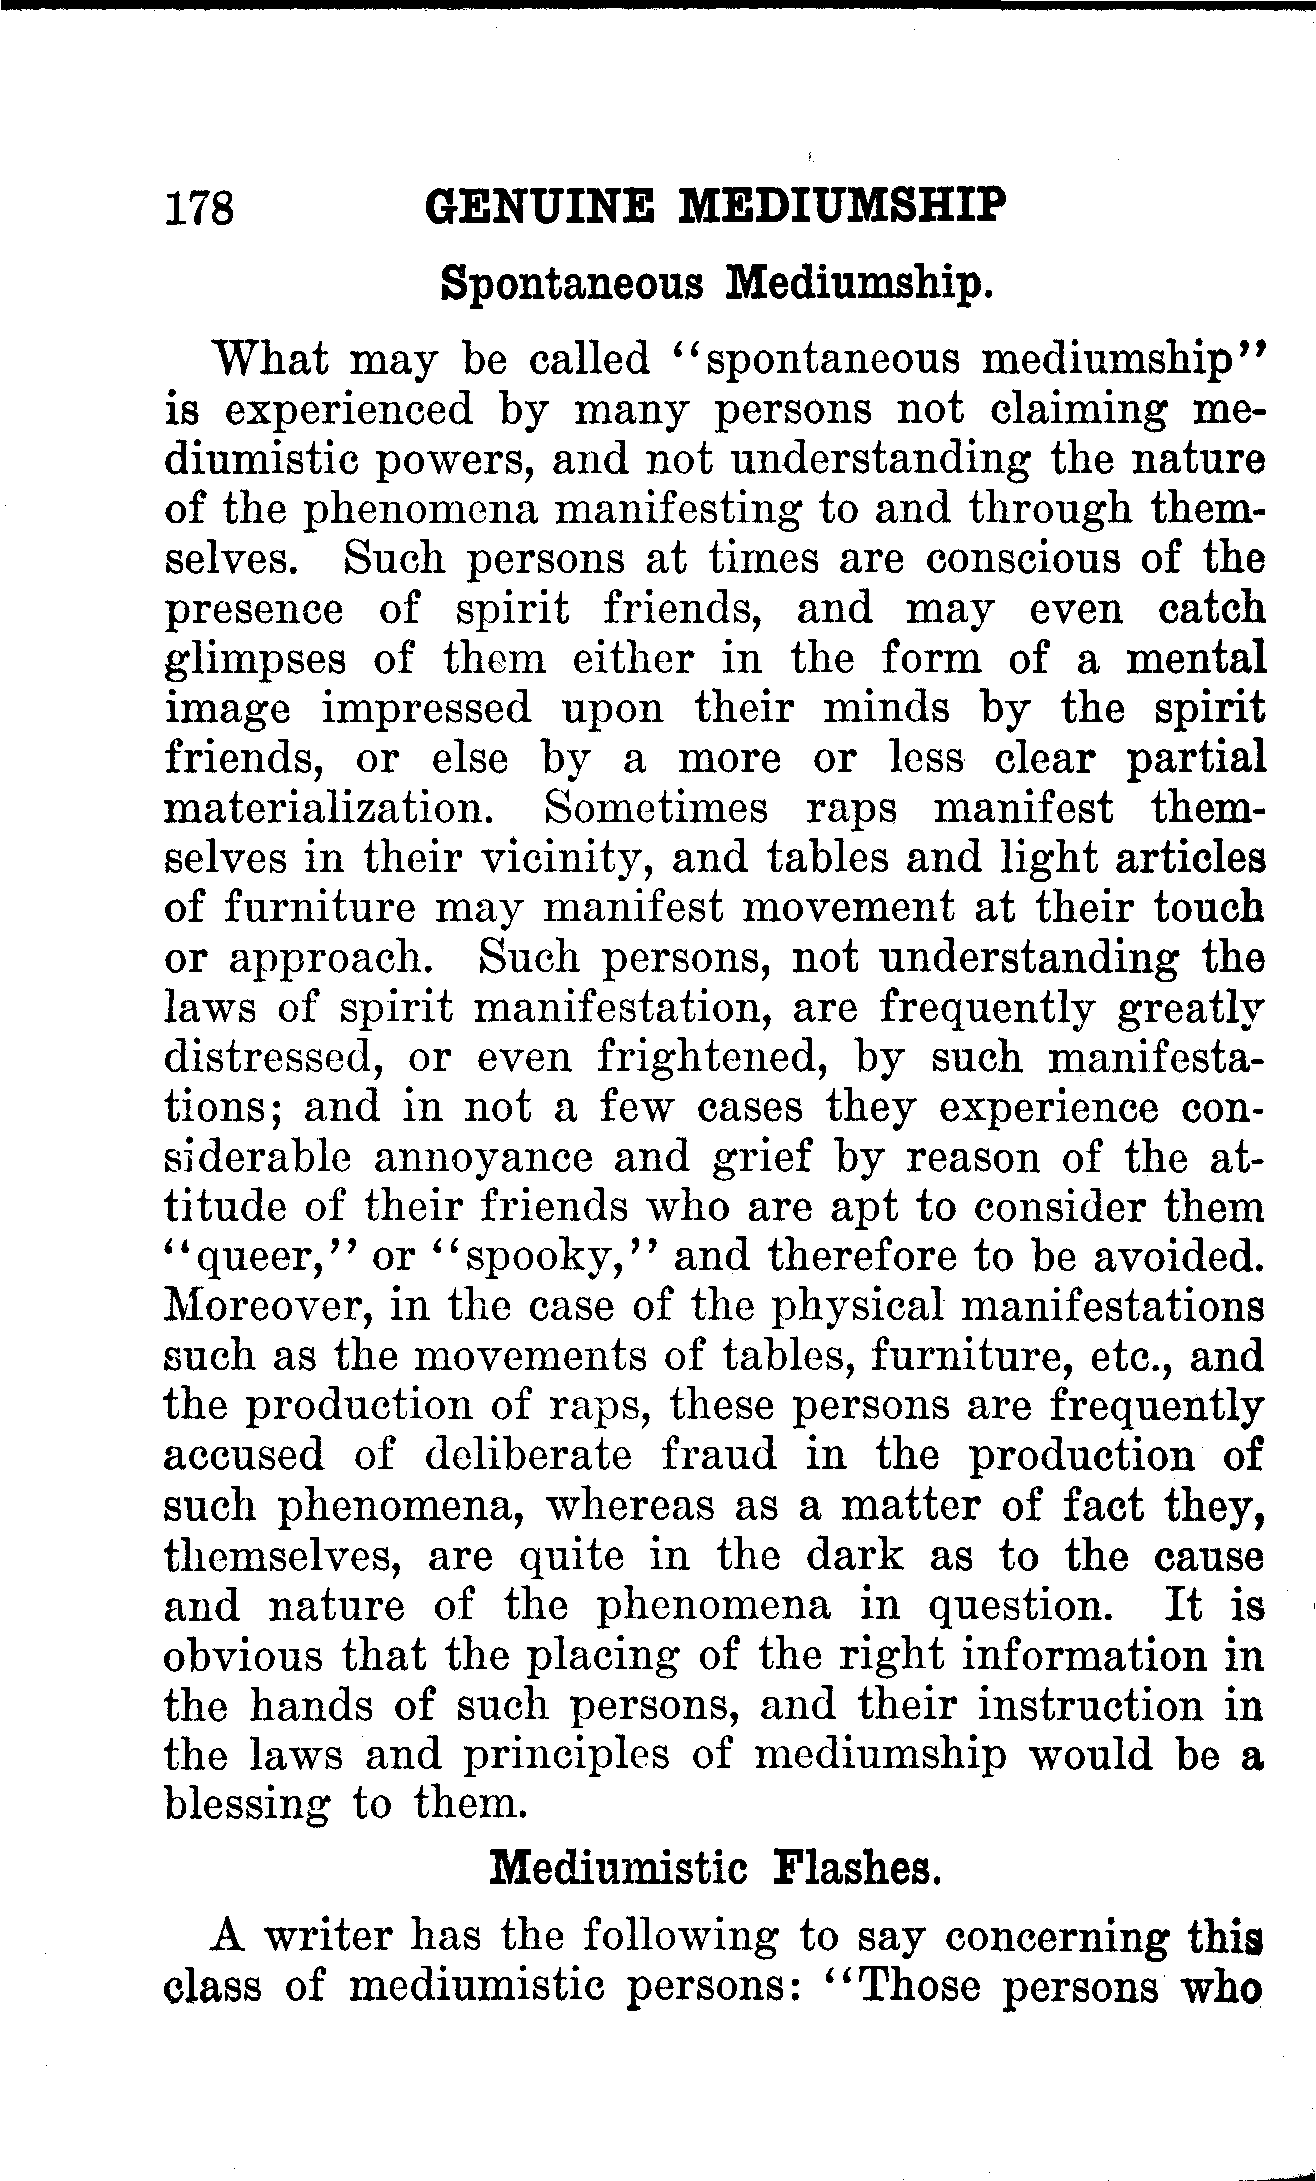 178 GENUINE MEDIUMSHIP
Spontaneous Mediumship.
What may be called "spontaneous mediumship"
is experienced by many persons not claiming me-
diumistic powers, and not understanding the nature
of the phenomena manifesting to and through them-
selves. Such persons at times are conscious of the
presence of spirit friends, and may even catch
glimpses of them either in the form of a mental
image impressed upon their minds by the spirit
friends, or else by a more or less clear partial
materialization. Sometimes raps manifest them-
selves in their vicinity, and tables and light articles
of furniture may manifest movement at their touch
or approach. Such persons, not understanding the
laws of spirit manifestation, are frequently greatly
distressed, or even frightened, by such manifesta-
tions; and in not a few cases they experience con-
siderable annoyance and grief by reason of the at-
titude of their friends who are apt to consider them
"queer," or "spooky," and therefore to be avoided.
Moreover, in the case of the physical manifestations
such as the movements of tables, furniture, etc., and
the production of raps, these persons are frequently
accused of deliberate fraud in the production of
such phenomena, whereas as a matter of fact they,
themselves, are quite in the dark as to the cause
and nature of the phenomena in question. It is
obvious that the placing of the right information in
the hands of such persons, and their instruction in
the laws and principles of mediumship would be a
blessing to them.
Mediumistic Flashes.
A writer has the following to say concerning this
class of mediumistic persons: "Those persons who